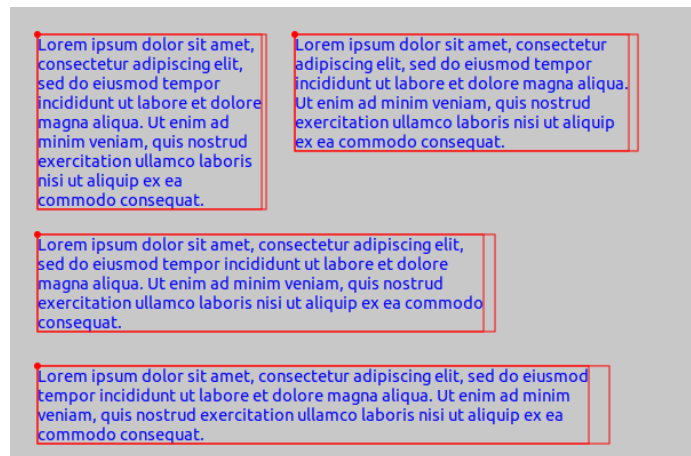 Lorem ipsum dolor sit amet,
consectetur adipiscing elit,
sed do eiusmod tempor
incididunt ut labore et dolore
magna aliqua. Ut enim ad
minim veniam, quis nostrud
exercitation ullamco laboris
nisi ut aliquip ex ea
commodo consequat.
Lorem ipsum dolor sit amet, consectetur
adipiscing elit, sed do eiusmod tempor
incididunt ut labore et dolore magna aliqua.
Ut enim ad minim veniam, quis nostrud
exercitation ullamco laboris nisi ut aliquip
ex ea commodo consequat.
Lorem ipsum dolor sit amet, consectetur adipiscing elit,
sed do eiusmod tempor incididunt ut labore et dolore
magna aliqua. Ut enim ad minim veniam, quis nostrud
exercitation ullamco laboris nisi ut aliquip ex ea commodo
consequat.
Lorem ipsum dolor sit amet, consectetur adipiscing elit, sed do eiusmod
tempor incididunt ut labore et dolore magna aliqua. Ut enim ad minim
veniam, quis nostrud exercitation ullamco laboris nisi ut aliquip ex ea
commodo consequat.